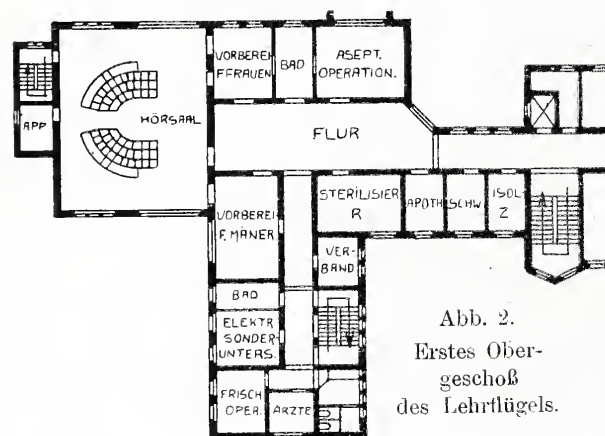 VORBEREI
FFRAUEN
BAD
ASEPT.
OPERATION.
APP
HÖRSAAL
FLUR
VORBEREI-
F. MÄNER
STERILISIER
R
APOTH
SCHW
ISOL-
Z
VER-
BAND
BAD
ELEKTR
SONDER-
UNTERS.
FRISCH
OPER.
ÄRZTE
Abb. 2.
Erstes Ober-
geschoß
des Lehrflügels.